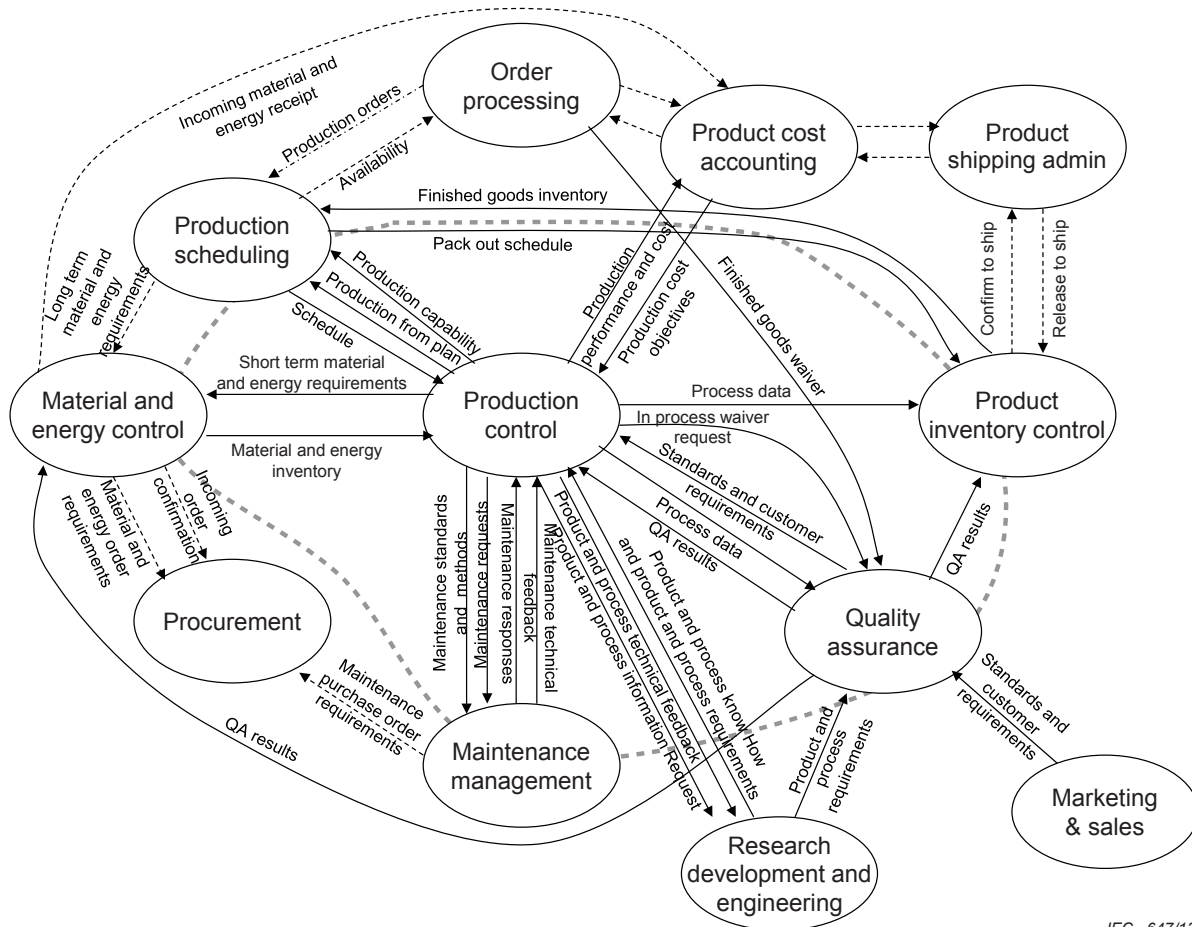 Order
processing
Incoming material and
energy receipt
Production orders
Availability
Product cost
accounting
Product
shipping admin
Finished goods inventory
Production
scheduling
Pack out schedule
Long term
material and
energy
requirements
Production capability
Production from plan
Schedule
Production
performance and cost
Production cost
objectives
Finished goods waiver
Confirm to ship
Release to ship
Short term material
and energy requirements
Material and
energy control
Material and energy
inventory
Production
control
Process data
In process waiver
request
Product
inventory control
Standards and customer
requirements
Process data
QA results
QA results
Incoming
order
confirmation
Material and
energy order
requirements
Maintenance standards
and methods
Maintenance requests
Maintenance responses
Maintenance technical
feedback
Product and process know How
and product and process requirements
Product and process technical feedback
Product and process information Request
Procurement
Quality
assurance
Maintenance
purchase order
requirements
QA results
Maintenance
management
Product and
process
requirements
Standards and
customer
requirements
Marketing
& sales
Research
development and
engineering